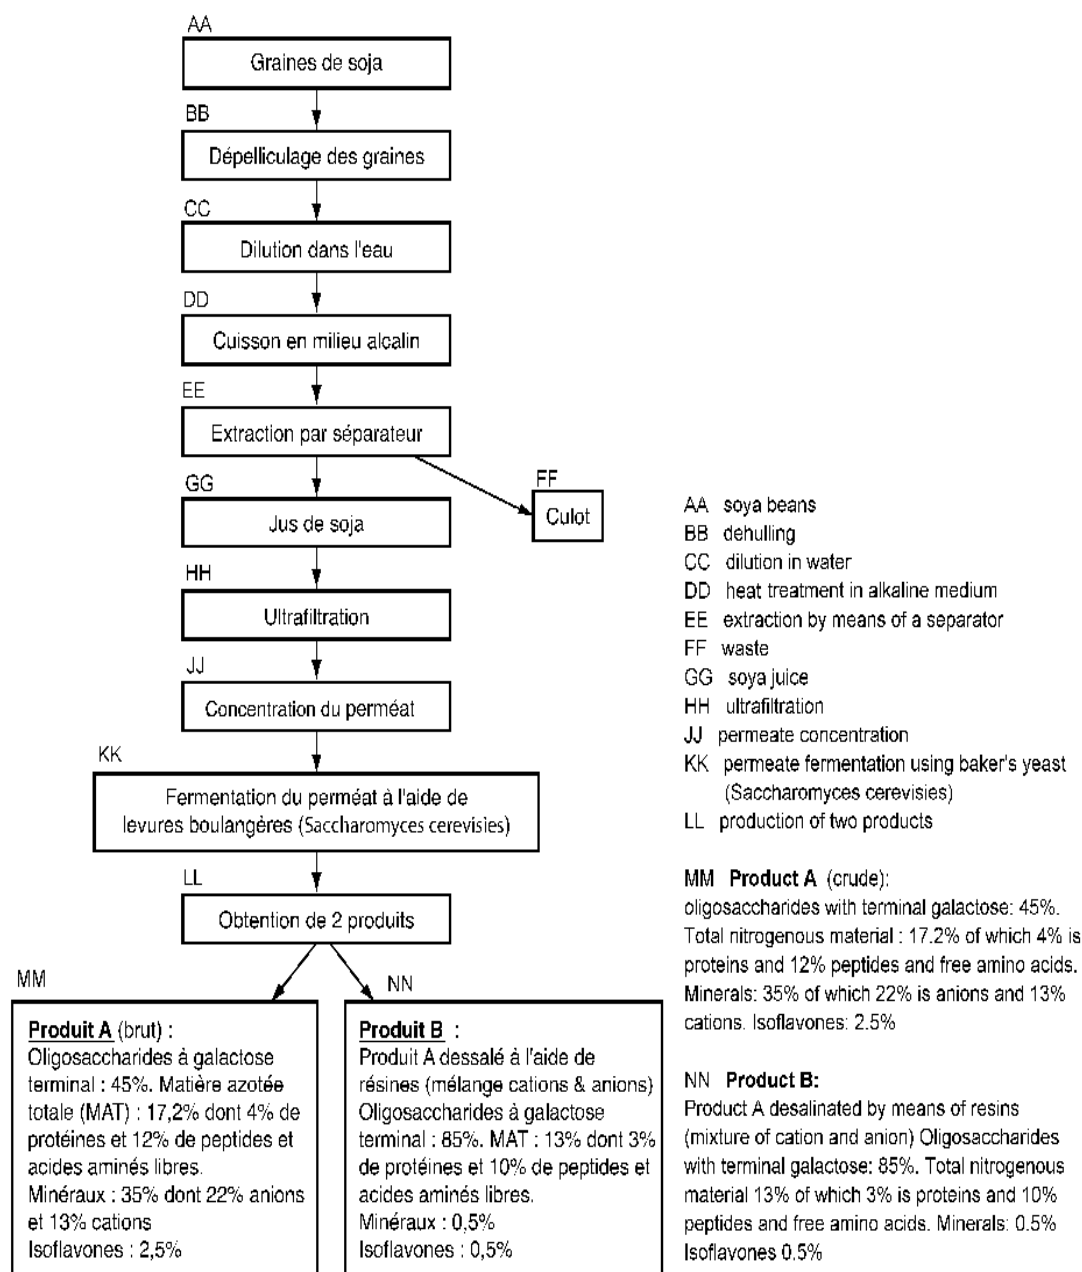 AA
Graines de soja
BB
Dépelliculage des graines
CC
Dilution dans l'eau
DD
Cuisson en milieu alcalin
EE
Extraction par séparateur
FF
Culot
GG
Jus de soja
HH
Ultrafiltration
JJ
Concentration du perméat
KK
Fermentation du perméat à l'aide de
levures boulangères (Saccharomyces cerevisies)
LL
Obtention de 2 produits
MM
Produit A (brut) :
Oligosaccharides à galactose
terminal : 45%. Matière azotée
totale (MAT) : 17,2% dont 4% de
protéines et 12% de peptides et
acides aminés libres.
Minéraux : 35% dont 22% anions
et 13% cations
Isoflavones : 2,5%
NN
Produit B :
Produit A dessalé à l'aide de
résines (mélange cations & anions)
Oligosaccharides à galactose
terminal : 85%. MAT : 13% dont 3%
de protéines et 10% de peptides et
acides aminés libres.
Minéraux : 0,5%
Isoflavones : 0,5%
AA soya beans
BB dehulling
CC dilution in water
DD heat treatment in alkaline medium
EE extraction by means of a separator
FF waste
GG soya juice
HH ultrafiltration
JJ permeate concentration
KK permeate fermentation using baker's yeast
(Saccharomyces cerevisies)
LL production of two products
MM Product A (crude):
oligosaccharides with terminal galactose: 45%.
Total nitrogenous material : 17.2% of which 4% is
proteins and 12% peptides and free amino acids.
Minerals: 35% of which 22% is anions and 13%
cations. Isoflavones: 2.5%
NN Product B:
Product A desalinated by means of resins
(mixture of cation and anion) Oligosaccharides
with terminal galactose: 85%. Total nitrogenous
material 13% of which 3% is proteins and 10%
peptides and free amino acids. Minerals: 0.5%
Isoflavones 0.5%